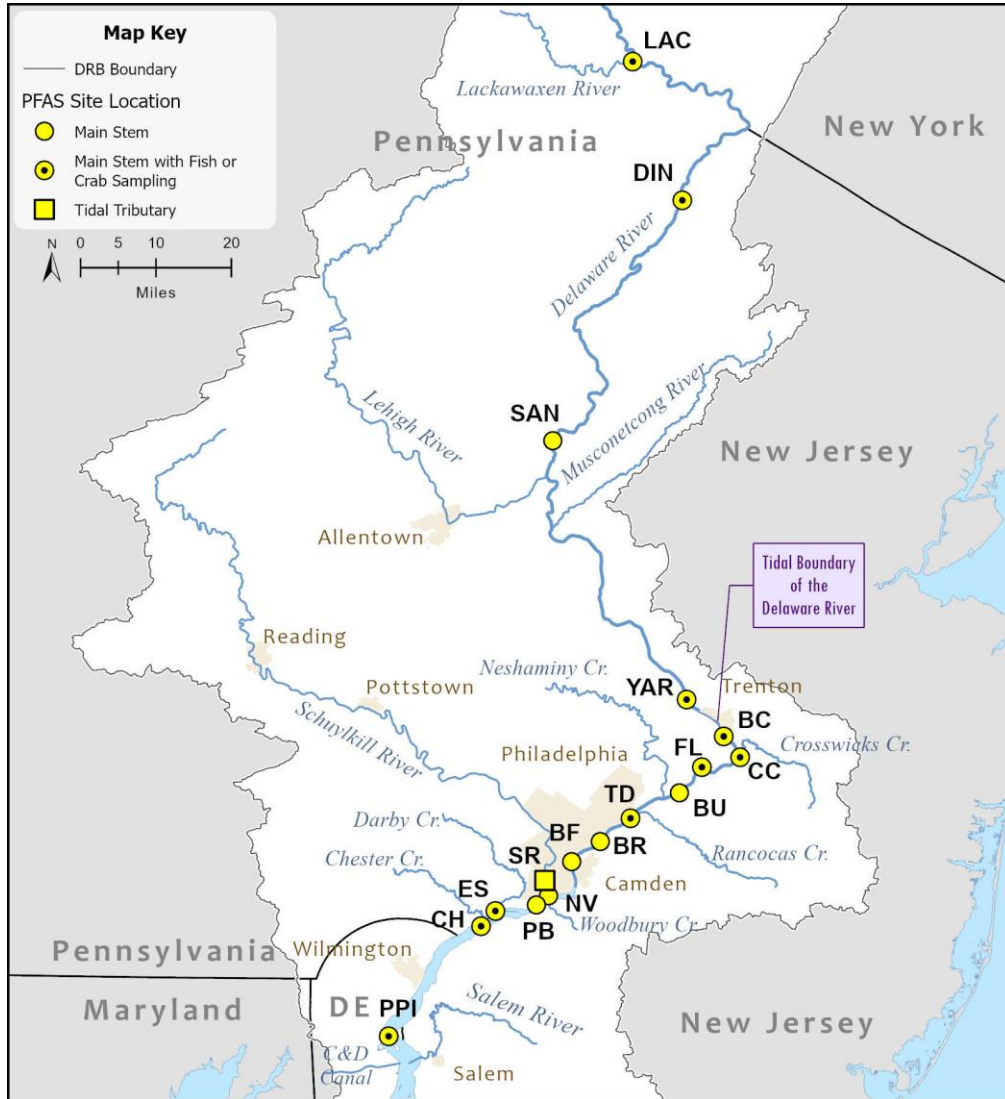 Map Key
DRB Boundary
PFAS Site Location
Main Stem
Main Stem with Fish or
Crab Sampling
Tidal Tributary
N
0 5 10 20
Miles
LAC
Lackawaxen River
Pennsylvania
New York
DIN
Delaware River
SAN
Musconetcong River
Lehigh River
New Jersey
Allentown
Tidal Boundary
of the
Delaware River
Reading
Neshaminy Cr.
Pottstown
YAR
Trenton
BC
Schuylkill River
Crosswicks Cr.
Philadelphia
FL
CC
TD
BU
Darby Cr.
BF
BR
Rancocas Cr.
Chester Cr.
SR
Camden
ES
NV
CH
PB
Woodbury Cr.
Wilmington
Pennsylvania
Maryland
DE
PPI
Salem River
New Jersey
C&D
Canal
Salem